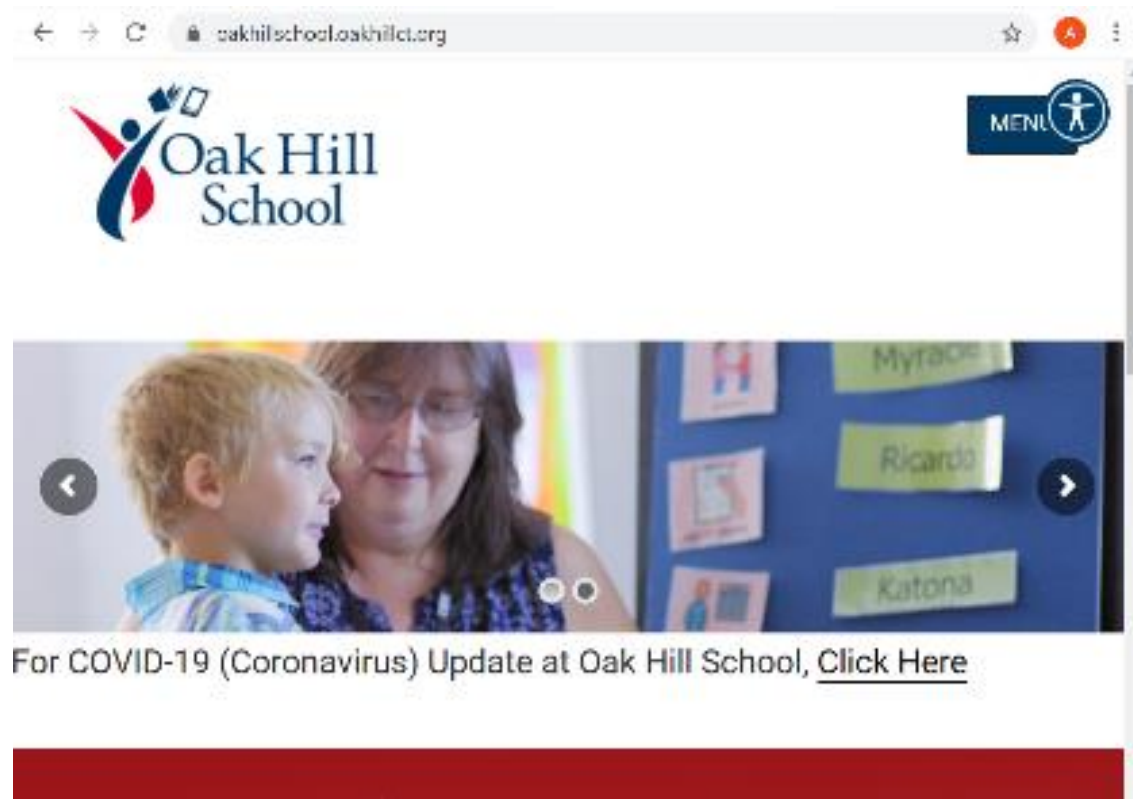 oakhillschool.oakhillct.org
A
Oak Hill
School
MENU
Myracle
Ricardo
Katona
For COVID-19 (Coronavirus) Update at Oak Hill School, Click Here